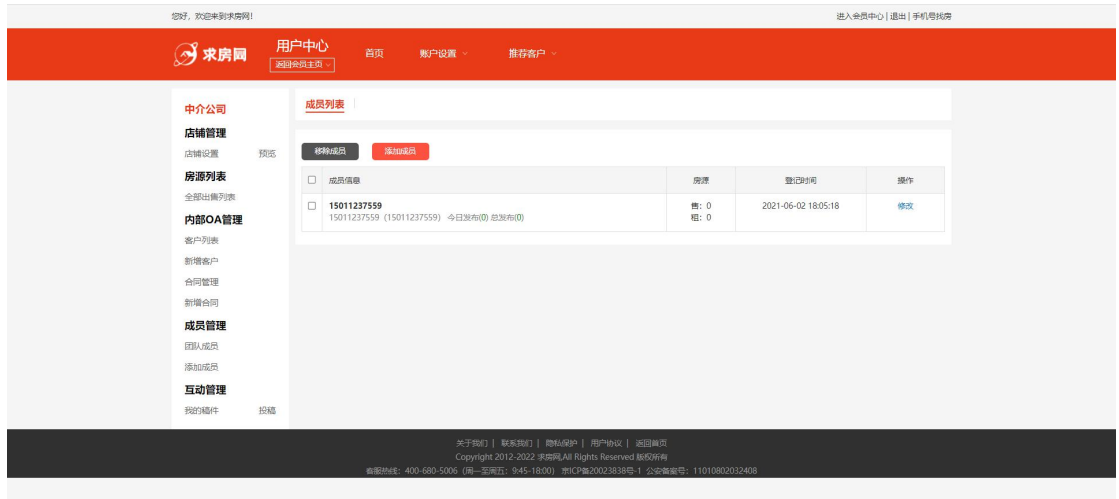 您好，欢迎来到求房网!
进入会员中心 | 退出 | 手机号找房
求房网
用户中心
返回会员主页
首页
账户设置
推荐客户
中介公司
店铺管理
店铺设置 预览
房源列表
全部出售列表
内部OA管理
客户列表
新增客户
合同管理
新增合同
成员管理
团队成员
添加成员
互动管理
我的稿件 投稿
成员列表
移除成员 添加成员
成员信息 房源 登记时间 操作
15011237559
15011237559（15011237559） 今日发布(0) 总发布(0)
售：0
租：0
2021-06-02 18:05:18
修改
关于我们 | 联系我们 | 隐私保护 | 用户协议 | 返回首页
Copyright 2012-2022 求房网,All Rights Reserved 版权所有
客服热线：400-680-5006（周一至周五：9:45-18:00） 京ICP备20023838号-1 公安备案号：11010802032408